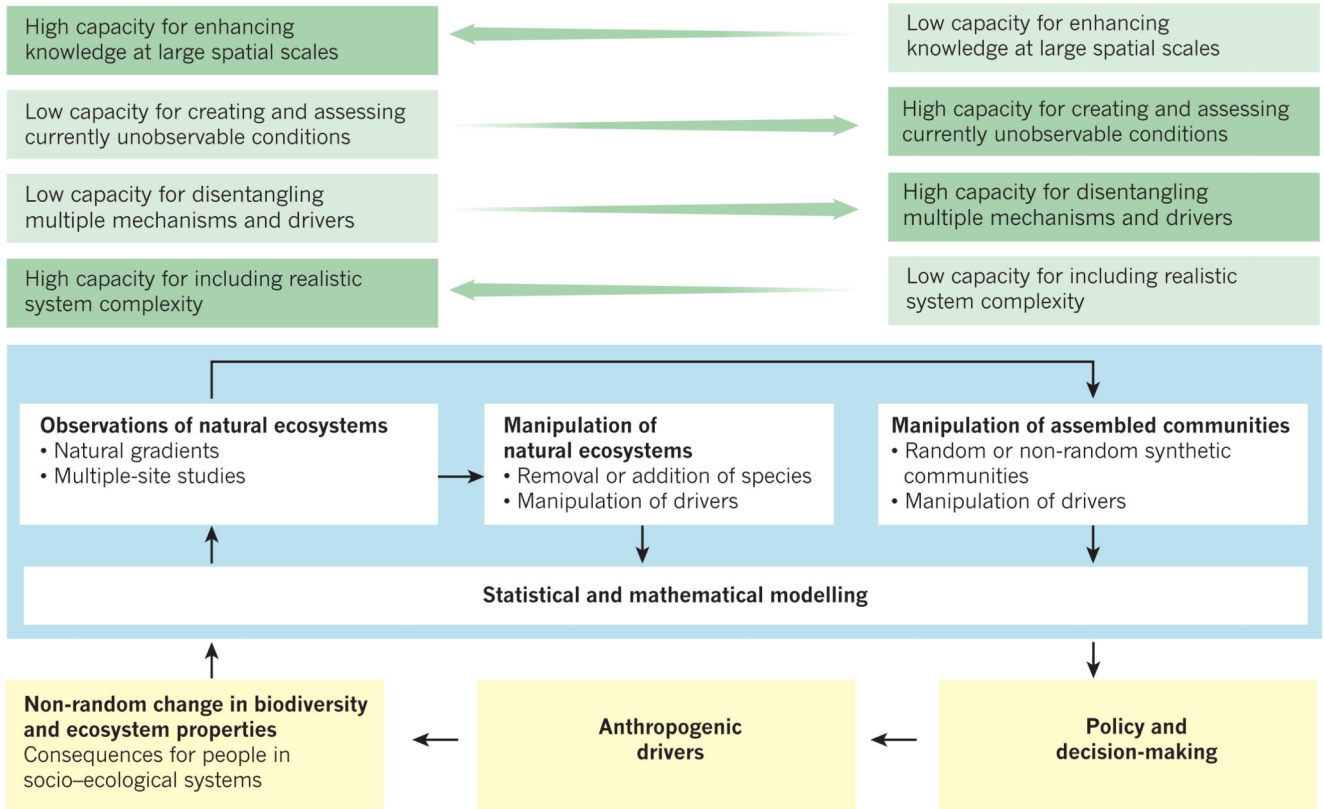 High capacity for enhancing
knowledge at large spatial scales
Low capacity for enhancing
knowledge at large spatial scales
Low capacity for creating and assessing
currently unobservable conditions
High capacity for creating and assessing
currently unobservable conditions
Low capacity for disentangling
multiple mechanisms and drivers
High capacity for disentangling
multiple mechanisms and drivers
High capacity for including realistic
system complexity
Low capacity for including realistic
system complexity
Observations of natural ecosystems
• Natural gradients
• Multiple-site studies
Manipulation of
natural ecosystems
• Removal or addition of species
• Manipulation of drivers
Manipulation of assembled communities
• Random or non-random synthetic
communities
• Manipulation of drivers
Statistical and mathematical modelling
Non-random change in biodiversity
and ecosystem properties
Consequences for people in
socio–ecological systems
Anthropogenic
drivers
Policy and
decision-making